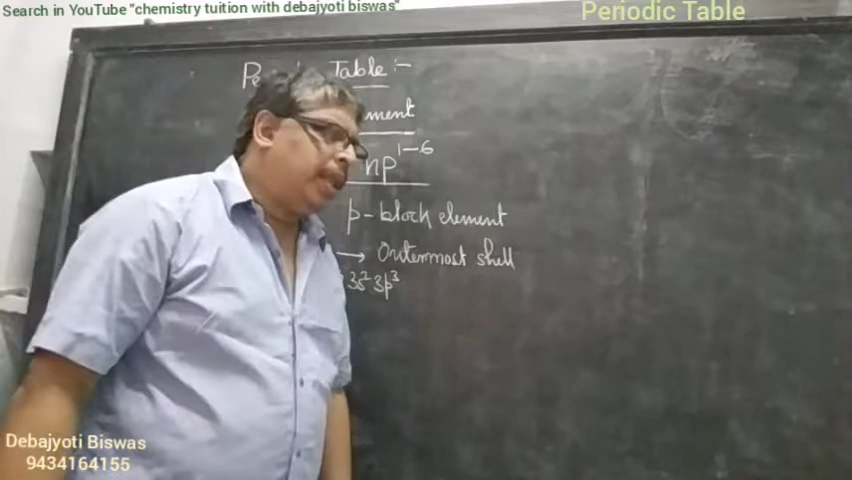 Search in YouTube "chemistry tuition with debajyoti biswas"
Periodic Table
Table :-
ment
np¹⁻⁶
p-block element
→ Outermost shell
3s² 3p³
Debajyoti Biswas
9434164155